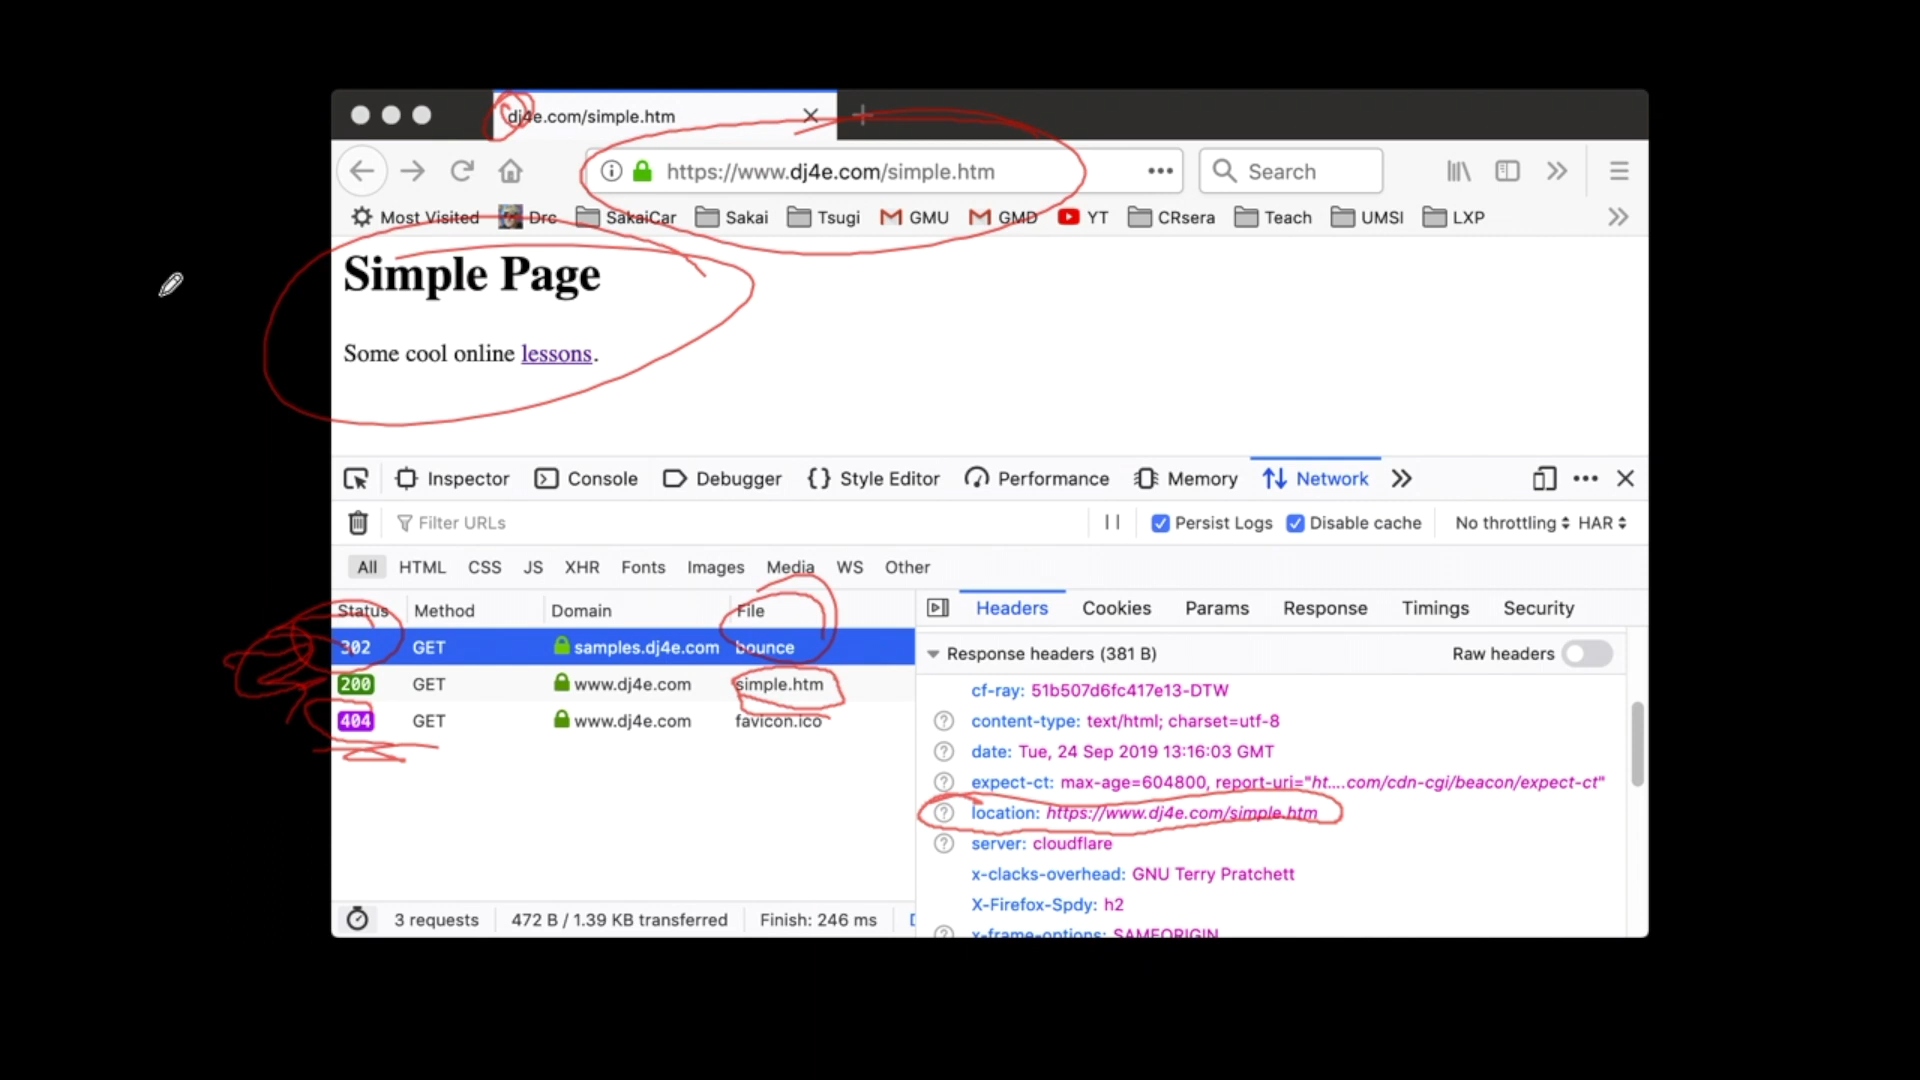 dj4e.com/simple.htm
https://www.dj4e.com/simple.htm
Search
Most Visited Drc SakaiCar Sakai Tsugi GMU GMD YT CRsera Teach UMSI LXP
Simple Page
Some cool online lessons.
Inspector Console Debugger Style Editor Performance Memory Network
Filter URLs Persist Logs Disable cache No throttling HAR
All HTML CSS JS XHR Fonts Images Media WS Other
Status Method Domain File
302 GET samples.dj4e.com bounce
200 GET www.dj4e.com simple.htm
404 GET www.dj4e.com favicon.ico
3 requests 472 B / 1.39 KB transferred Finish: 246 ms
Headers Cookies Params Response Timings Security
Response headers (381 B) Raw headers
cf-ray: 51b507d6fc417e13-DTW
content-type: text/html; charset=utf-8
date: Tue, 24 Sep 2019 13:16:03 GMT
expect-ct: max-age=604800, report-uri="ht....com/cdn-cgi/beacon/expect-ct"
location: https://www.dj4e.com/simple.htm
server: cloudflare
x-clacks-overhead: GNU Terry Pratchett
X-Firefox-Spdy: h2
x-frame-options: SAMEORIGIN